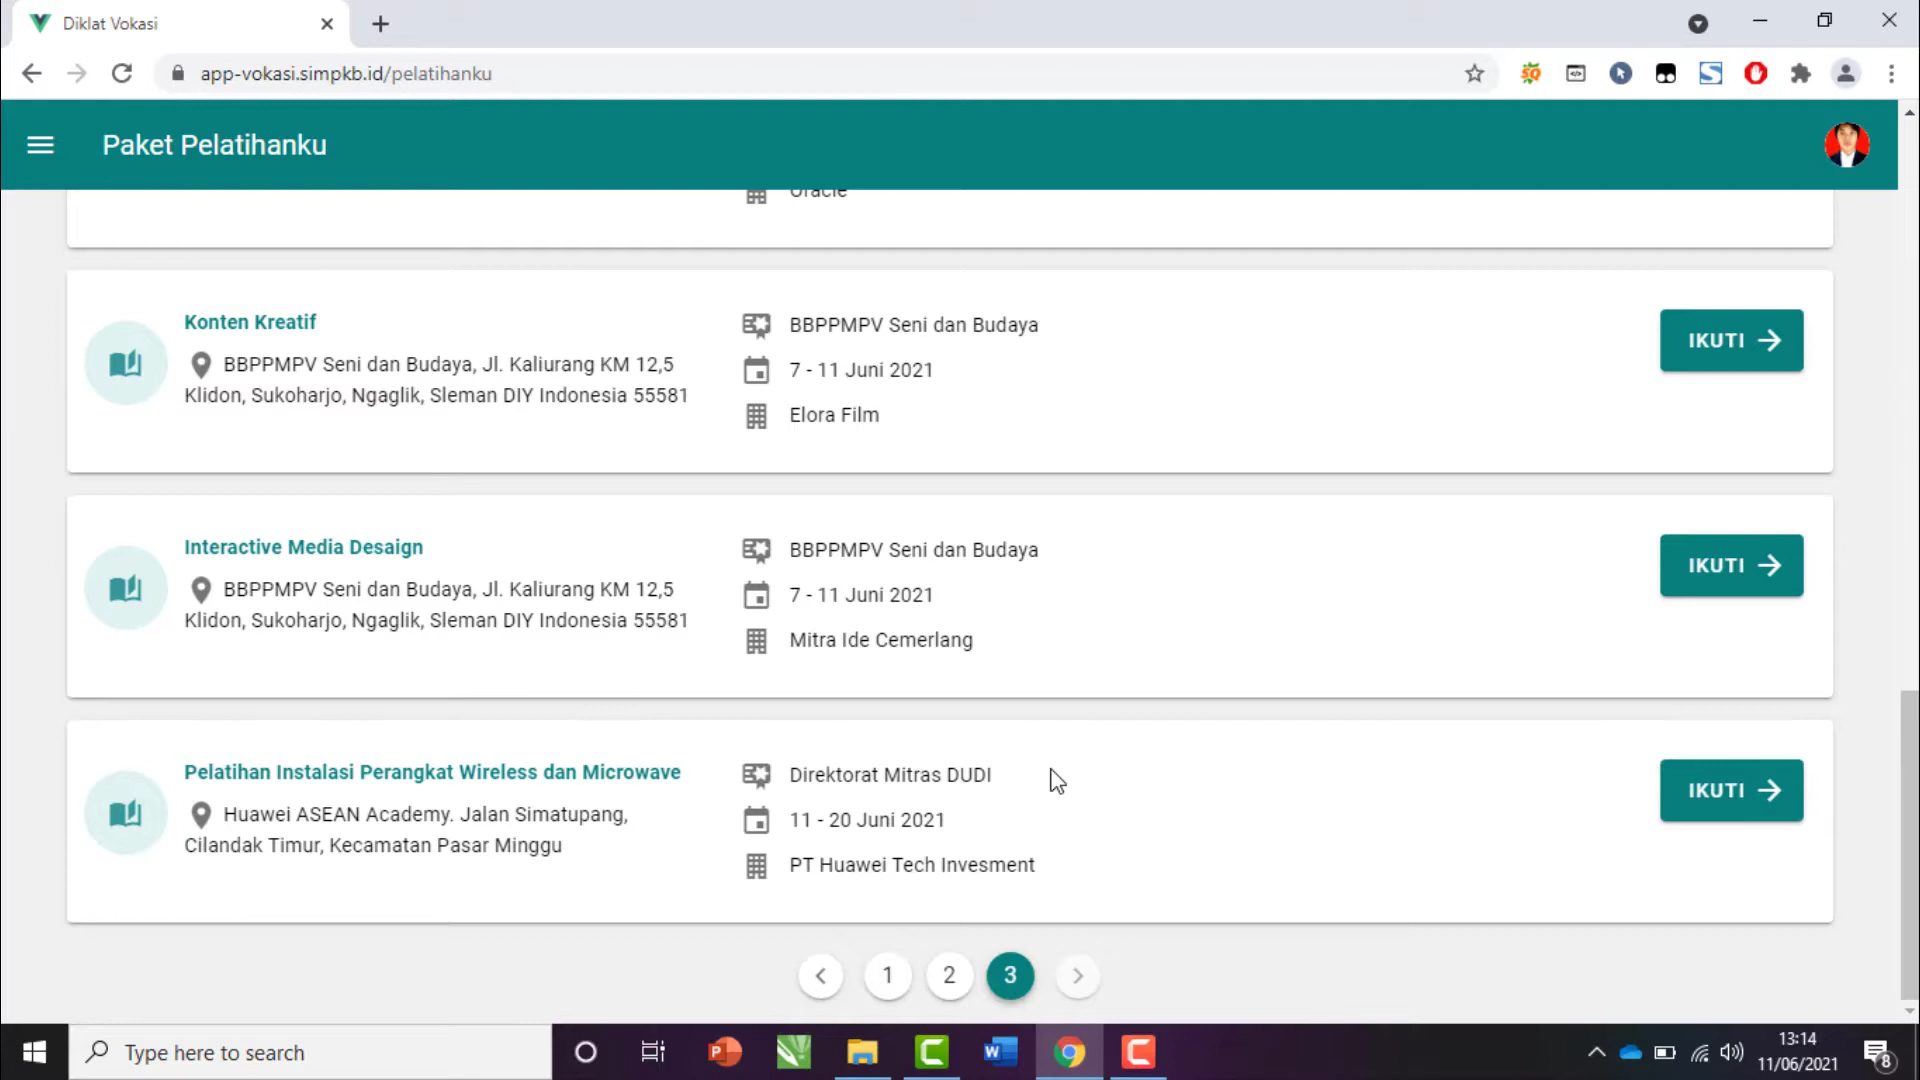 Diklat Vokasi
app-vokasi.simpkb.id/pelatihanku
Paket Pelatihanku
Oracle
Konten Kreatif
BBPPMPV Seni dan Budaya, Jl. Kaliurang KM 12,5
Klidon, Sukoharjo, Ngaglik, Sleman DIY Indonesia 55581
BBPPMPV Seni dan Budaya
7 - 11 Juni 2021
Elora Film
IKUTI
Interactive Media Desaign
BBPPMPV Seni dan Budaya, Jl. Kaliurang KM 12,5
Klidon, Sukoharjo, Ngaglik, Sleman DIY Indonesia 55581
BBPPMPV Seni dan Budaya
7 - 11 Juni 2021
Mitra Ide Cemerlang
IKUTI
Pelatihan Instalasi Perangkat Wireless dan Microwave
Huawei ASEAN Academy. Jalan Simatupang,
Cilandak Timur, Kecamatan Pasar Minggu
Direktorat Mitras DUDI
11 - 20 Juni 2021
PT Huawei Tech Invesment
IKUTI
1 2 3
Type here to search
13:14
11/06/2021
8